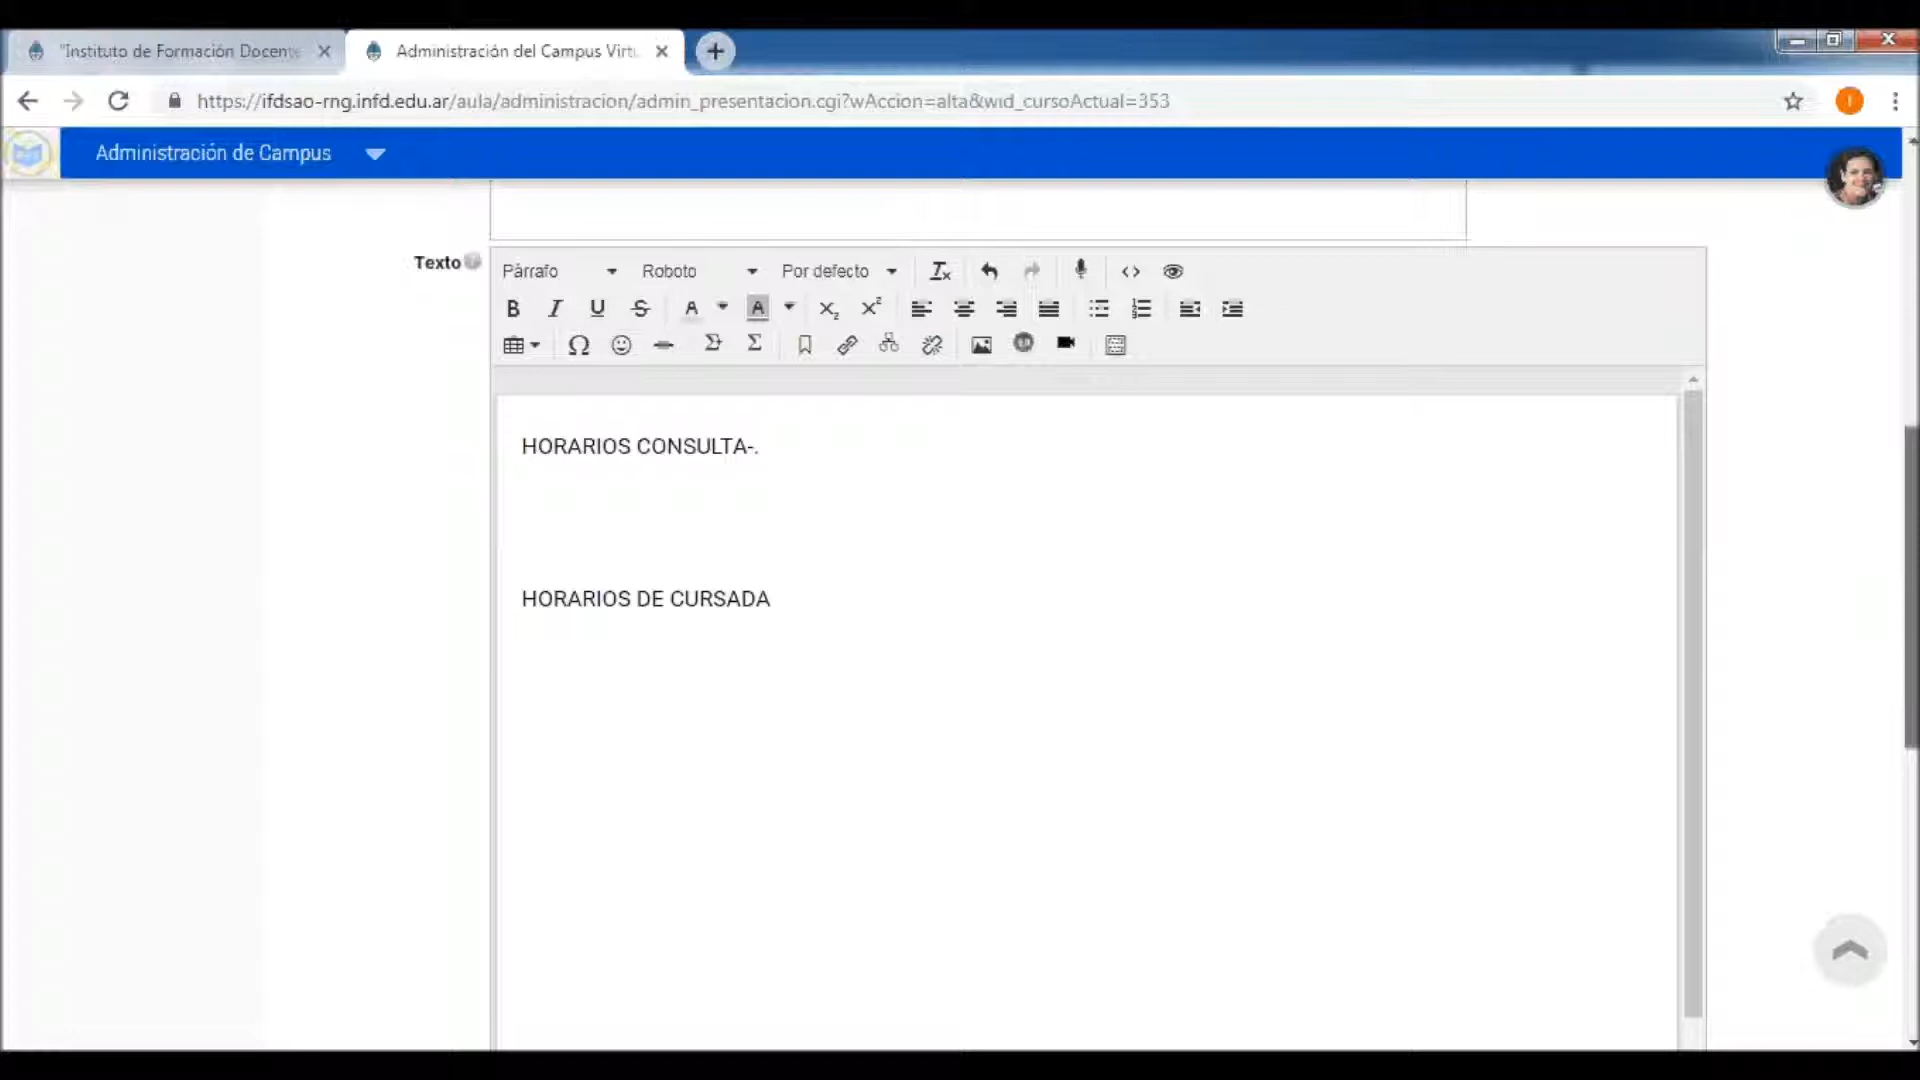 "Instituto de Formación Docente
Administración del Campus Virtu
https://ifdsao-rng.infd.edu.ar/aula/administracion/admin_presentacion.cgi?wAccion=alta&wid_cursoActual=353
Administración de Campus
Texto
Párrafo
Roboto
Por defecto
HORARIOS CONSULTA-.
HORARIOS DE CURSADA